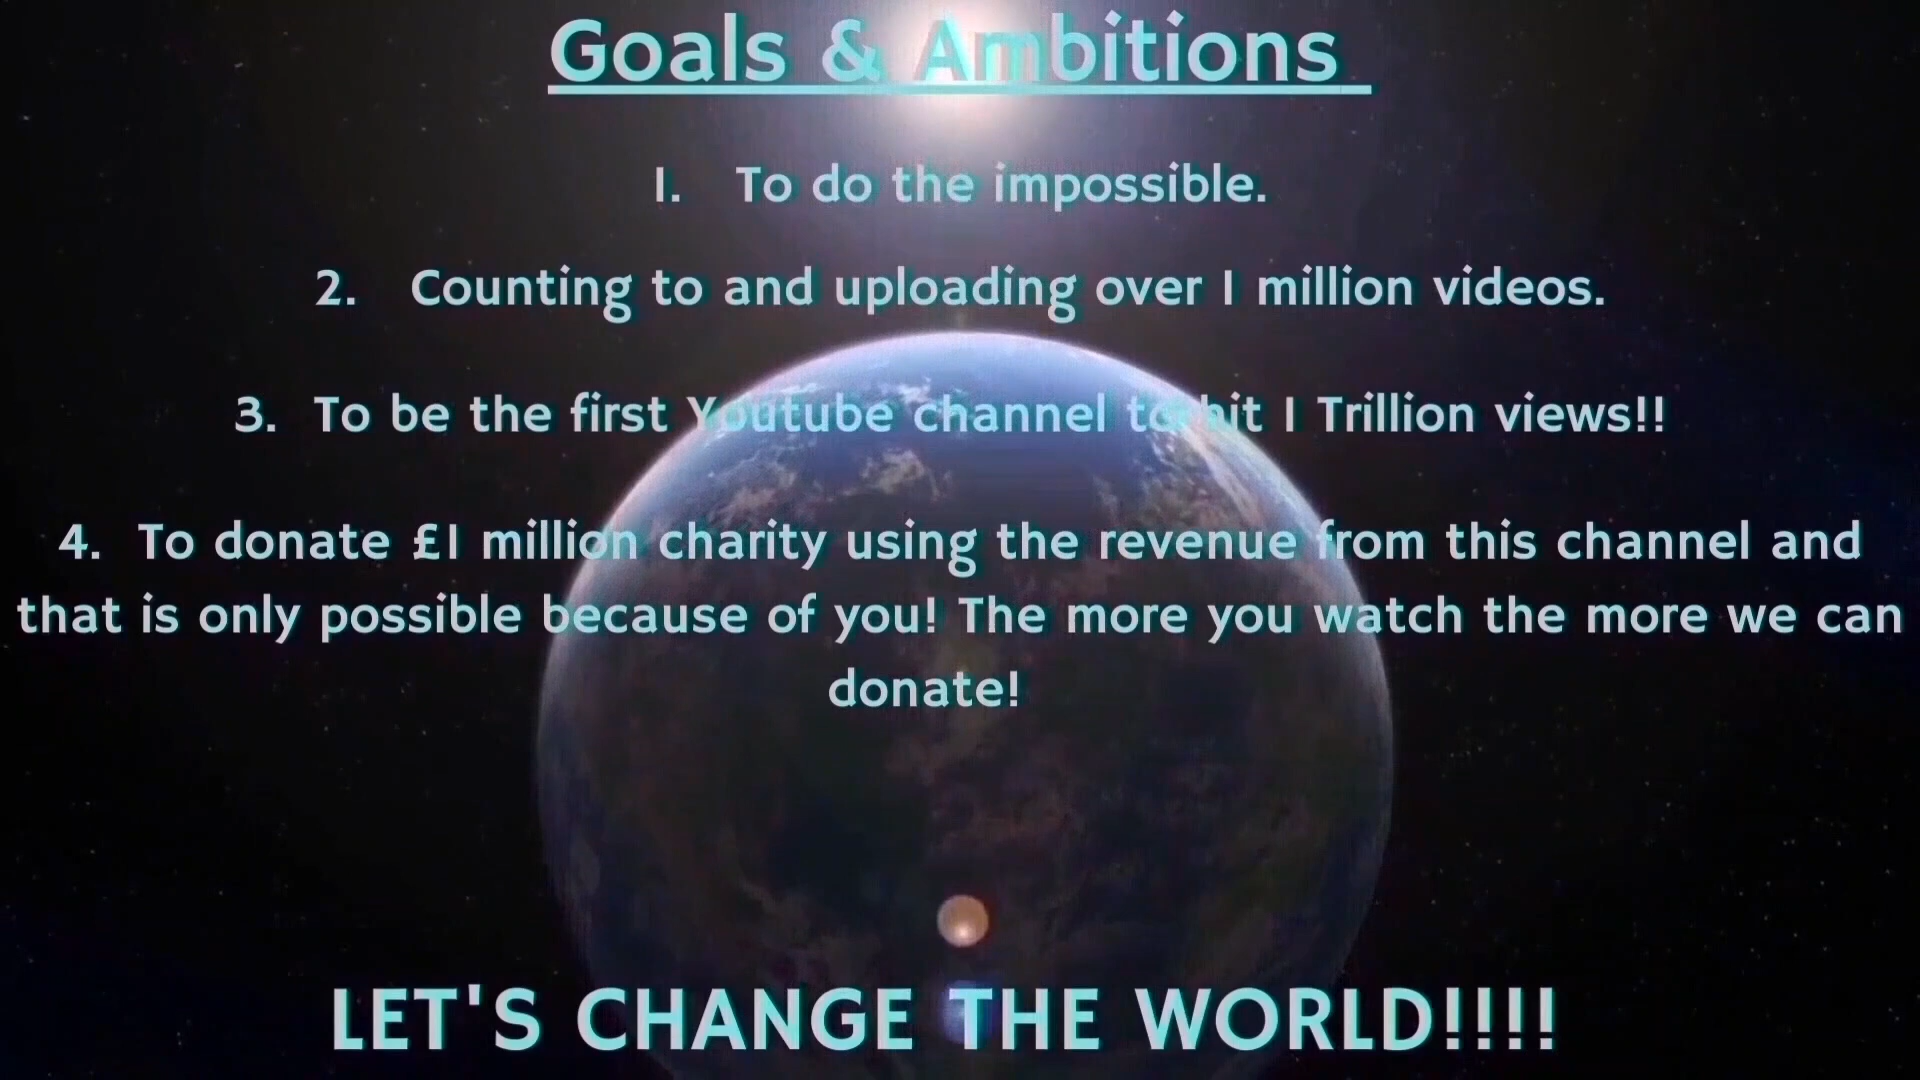 Goals & Ambitions
1. To do the impossible.
2. Counting to and uploading over 1 million videos.
3. To be the first Youtube channel to hit 1 Trillion views!!
4. To donate £1 million charity using the revenue from this channel and
that is only possible because of you! The more you watch the more we can
donate!
LET'S CHANGE THE WORLD!!!!